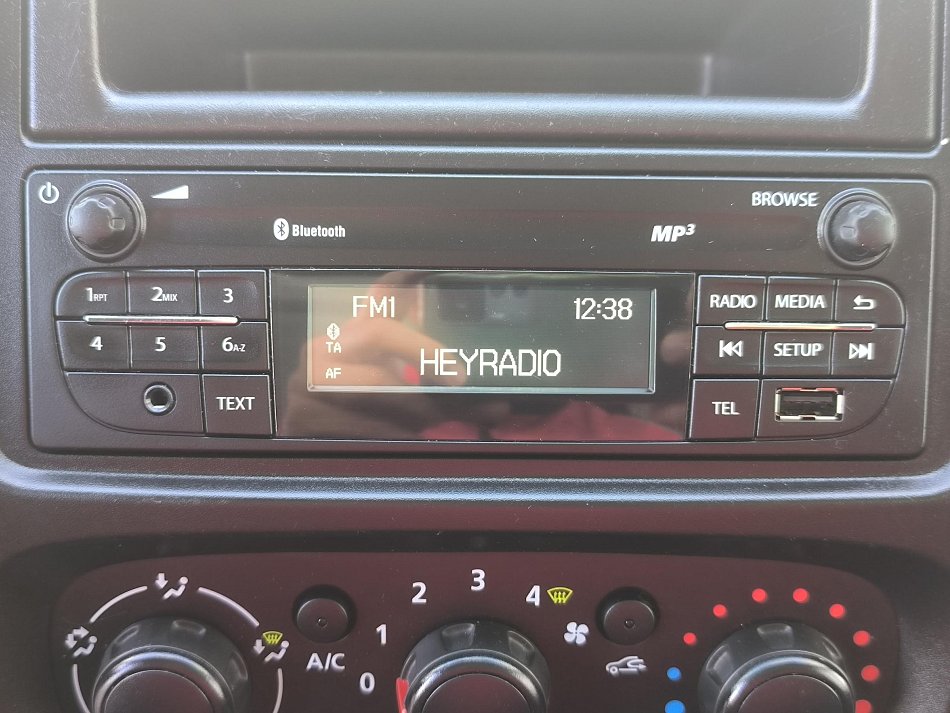 BROWSE
Bluetooth
MP3
1RPT 2MIX 3
4 5 6A-Z
TEXT
FM1 12:38
TA
HEYRADIO
AF
RADIO MEDIA
SETUP
TEL
0 1 2 3 4
A/C